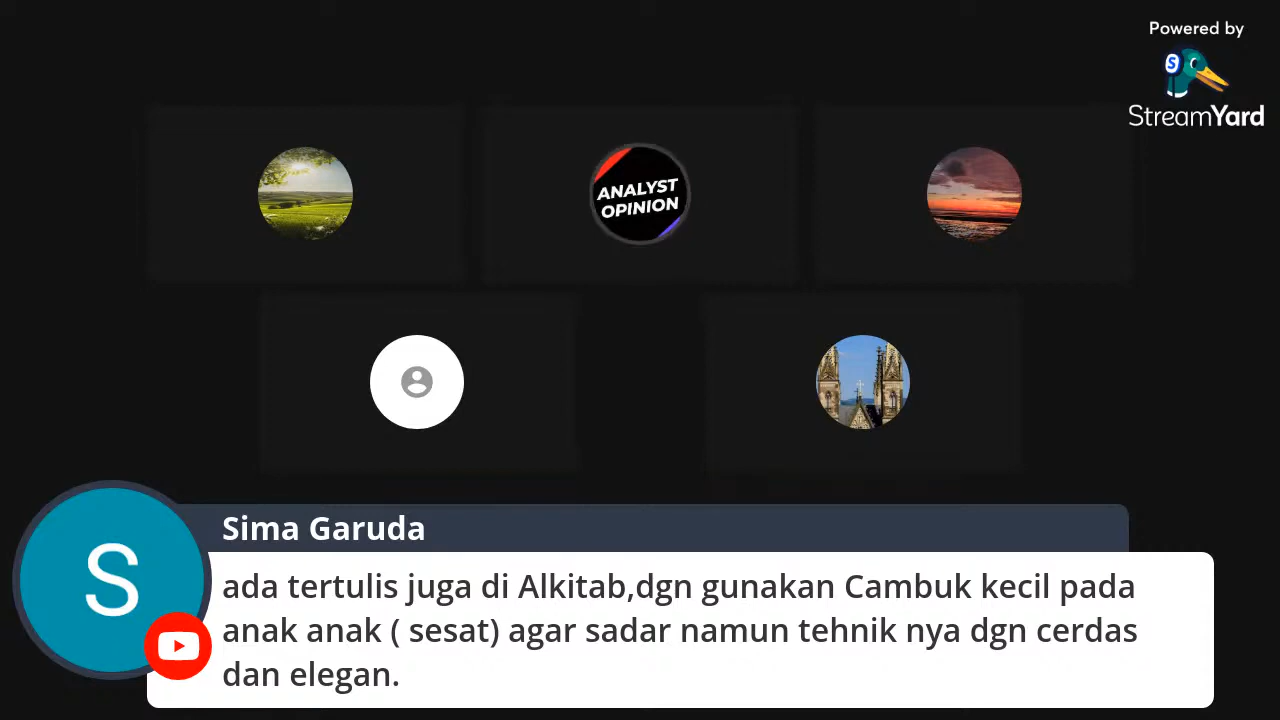 Powered by
S
StreamYard
ANALYST
OPINION
S
Sima Garuda
ada tertulis juga di Alkitab,dgn gunakan Cambuk kecil pada
anak anak ( sesat) agar sadar namun tehnik nya dgn cerdas
dan elegan.